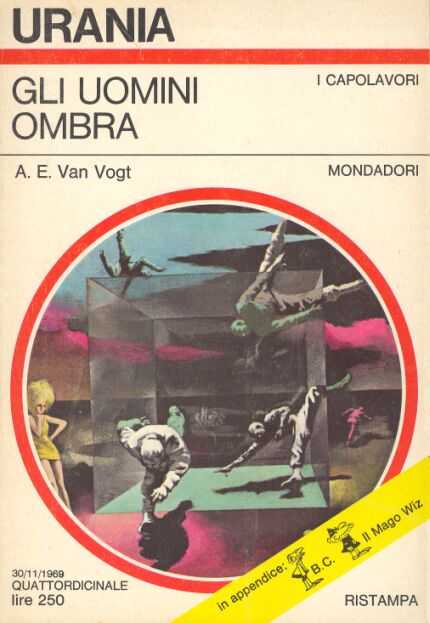 URANIA
GLI UOMINI
OMBRA
I CAPOLAVORI
A. E. Van Vogt
MONDADORI
in appendice:
B.C.
Il Mago Wiz
30/11/1969
QUATTORDICINALE
lire 250
RISTAMPA